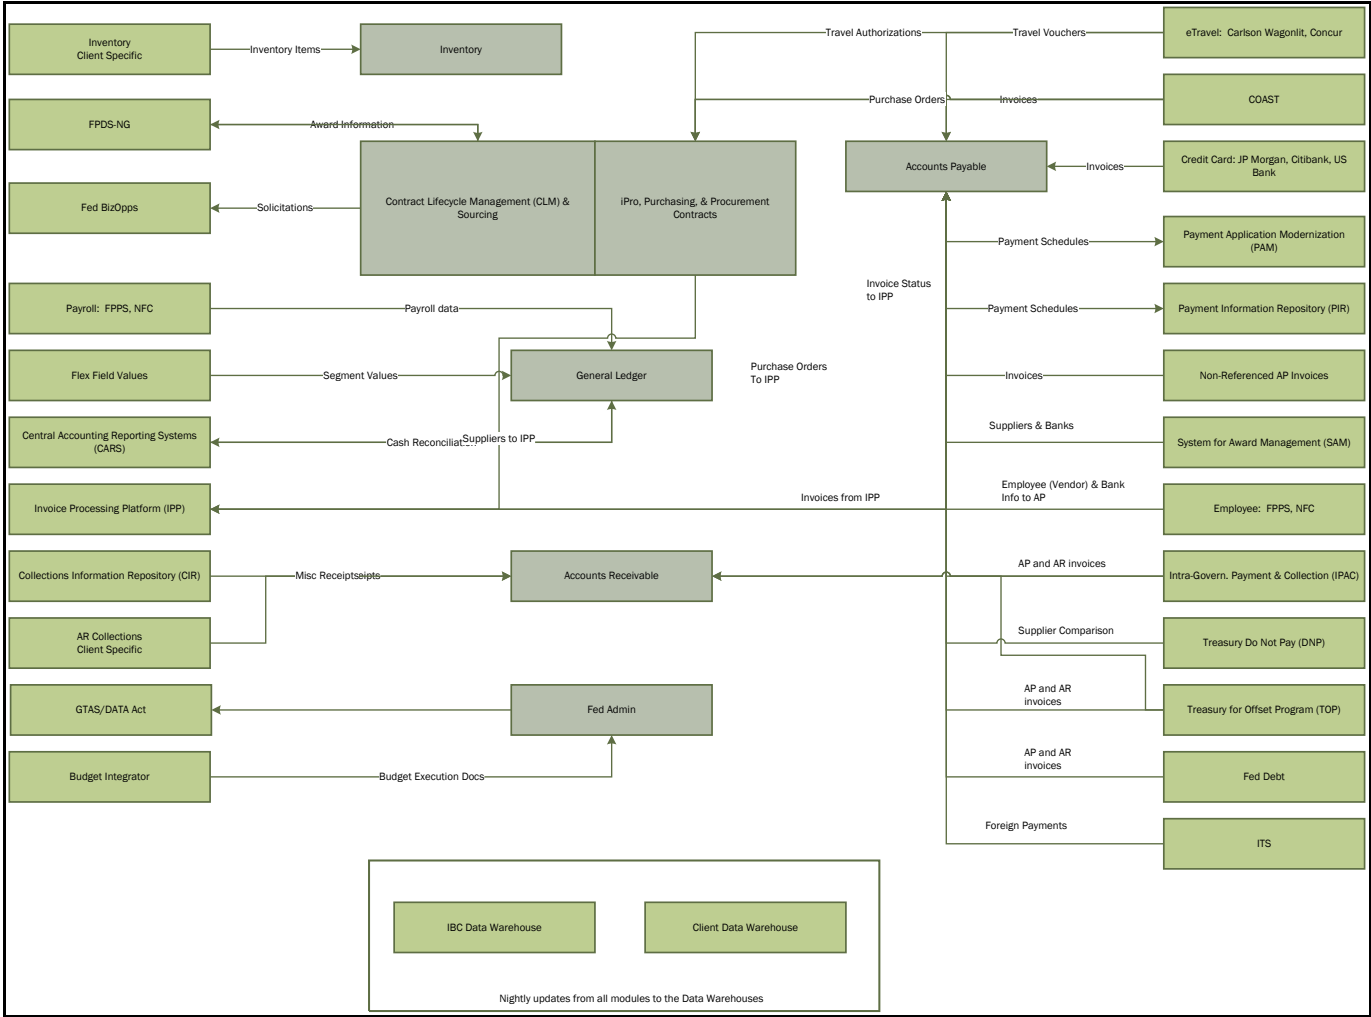 Inventory
Client Specific
Inventory Items
Inventory
Travel Authorizations
Travel Vouchers
eTravel: Carlson Wagonlit, Concur
FPDS-NG
Award Information
Purchase Orders
Invoices
COAST
Fed BizOpps
Solicitations
Contract Lifecycle Management (CLM) &
Sourcing
iPro, Purchasing, & Procurement
Contracts
Accounts Payable
Invoices
Credit Card: JP Morgan, Citibank, US
Bank
Payment Schedules
Payment Application Modernization
(PAM)
Invoice Status
to IPP
Payroll: FPPS, NFC
Payroll data
Payment Schedules
Payment Information Repository (PIR)
Flex Field Values
Segment Values
General Ledger
Purchase Orders
To IPP
Invoices
Non-Referenced AP Invoices
Central Accounting Reporting Systems
(CARS)
Cash Reconciliat
Suppliers to IPP
Suppliers & Banks
System for Award Management (SAM)
Invoice Processing Platform (IPP)
Invoices from IPP
Employee (Vendor) & Bank
Info to AP
Employee: FPPS, NFC
Collections Information Repository (CIR)
Misc Receiptseipts
Accounts Receivable
AP and AR invoices
Intra-Govern. Payment & Collection (IPAC)
AR Collections
Client Specific
Supplier Comparison
Treasury Do Not Pay (DNP)
GTAS/DATA Act
Fed Admin
AP and AR
invoices
Treasury for Offset Program (TOP)
Budget Integrator
Budget Execution Docs
AP and AR
invoices
Fed Debt
Foreign Payments
ITS
IBC Data Warehouse
Client Data Warehouse
Nightly updates from all modules to the Data Warehouses